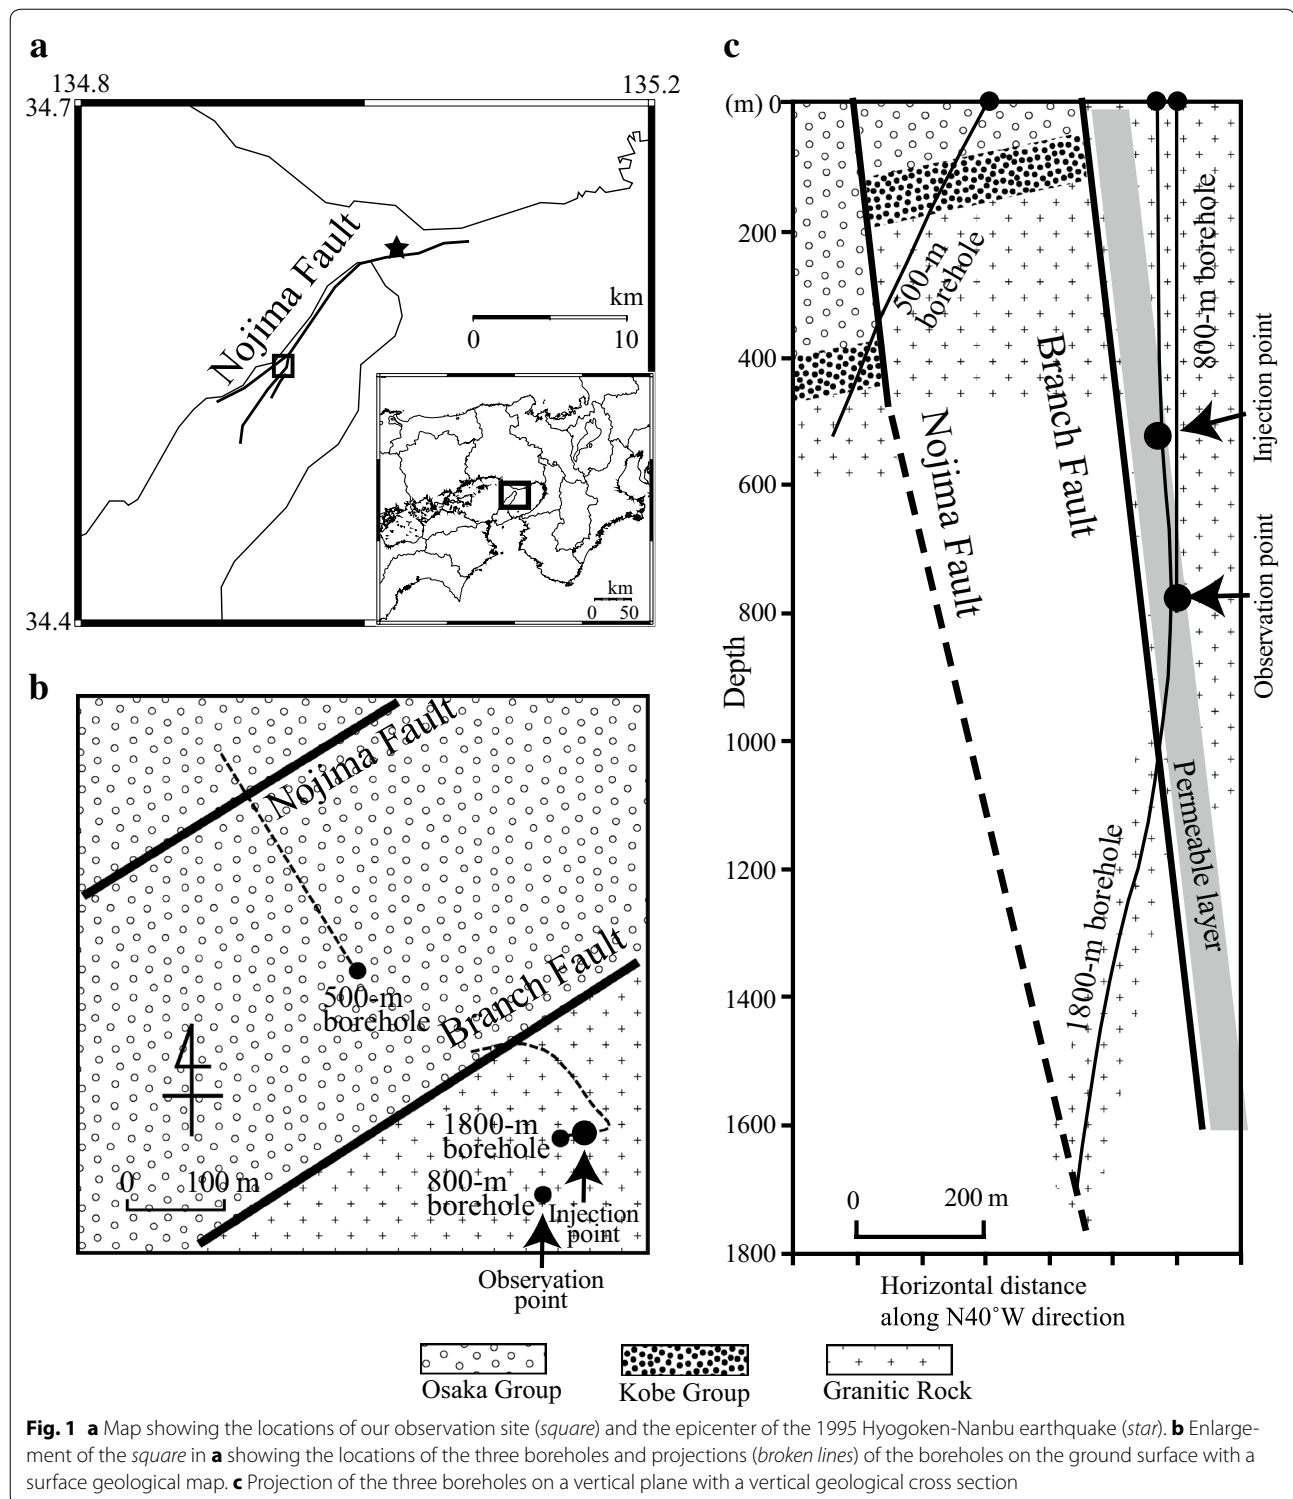 a
134.8
135.2
34.7
34.4
Nojima Fault
km
0
10
km
0
50
b
Nojima Fault
500-m
borehole
Branch Fault
1800-m
borehole
800-m
borehole
Injection
point
0
100 m
Observation
point
c
(m) 0
200
400
600
800
1000
1200
1400
1600
1800
Depth
500-m
borehole
800-m borehole
Injection point
Branch Fault
Nojima Fault
Observation point
Permeable layer
1800-m borehole
0
200 m
Horizontal distance
along N40°W direction
Osaka Group
Kobe Group
Granitic Rock
Fig. 1 a Map showing the locations of our observation site (square) and the epicenter of the 1995 Hyogoken-Nanbu earthquake (star). b Enlarge-
ment of the square in a showing the locations of the three boreholes and projections (broken lines) of the boreholes on the ground surface with a
surface geological map. c Projection of the three boreholes on a vertical plane with a vertical geological cross section